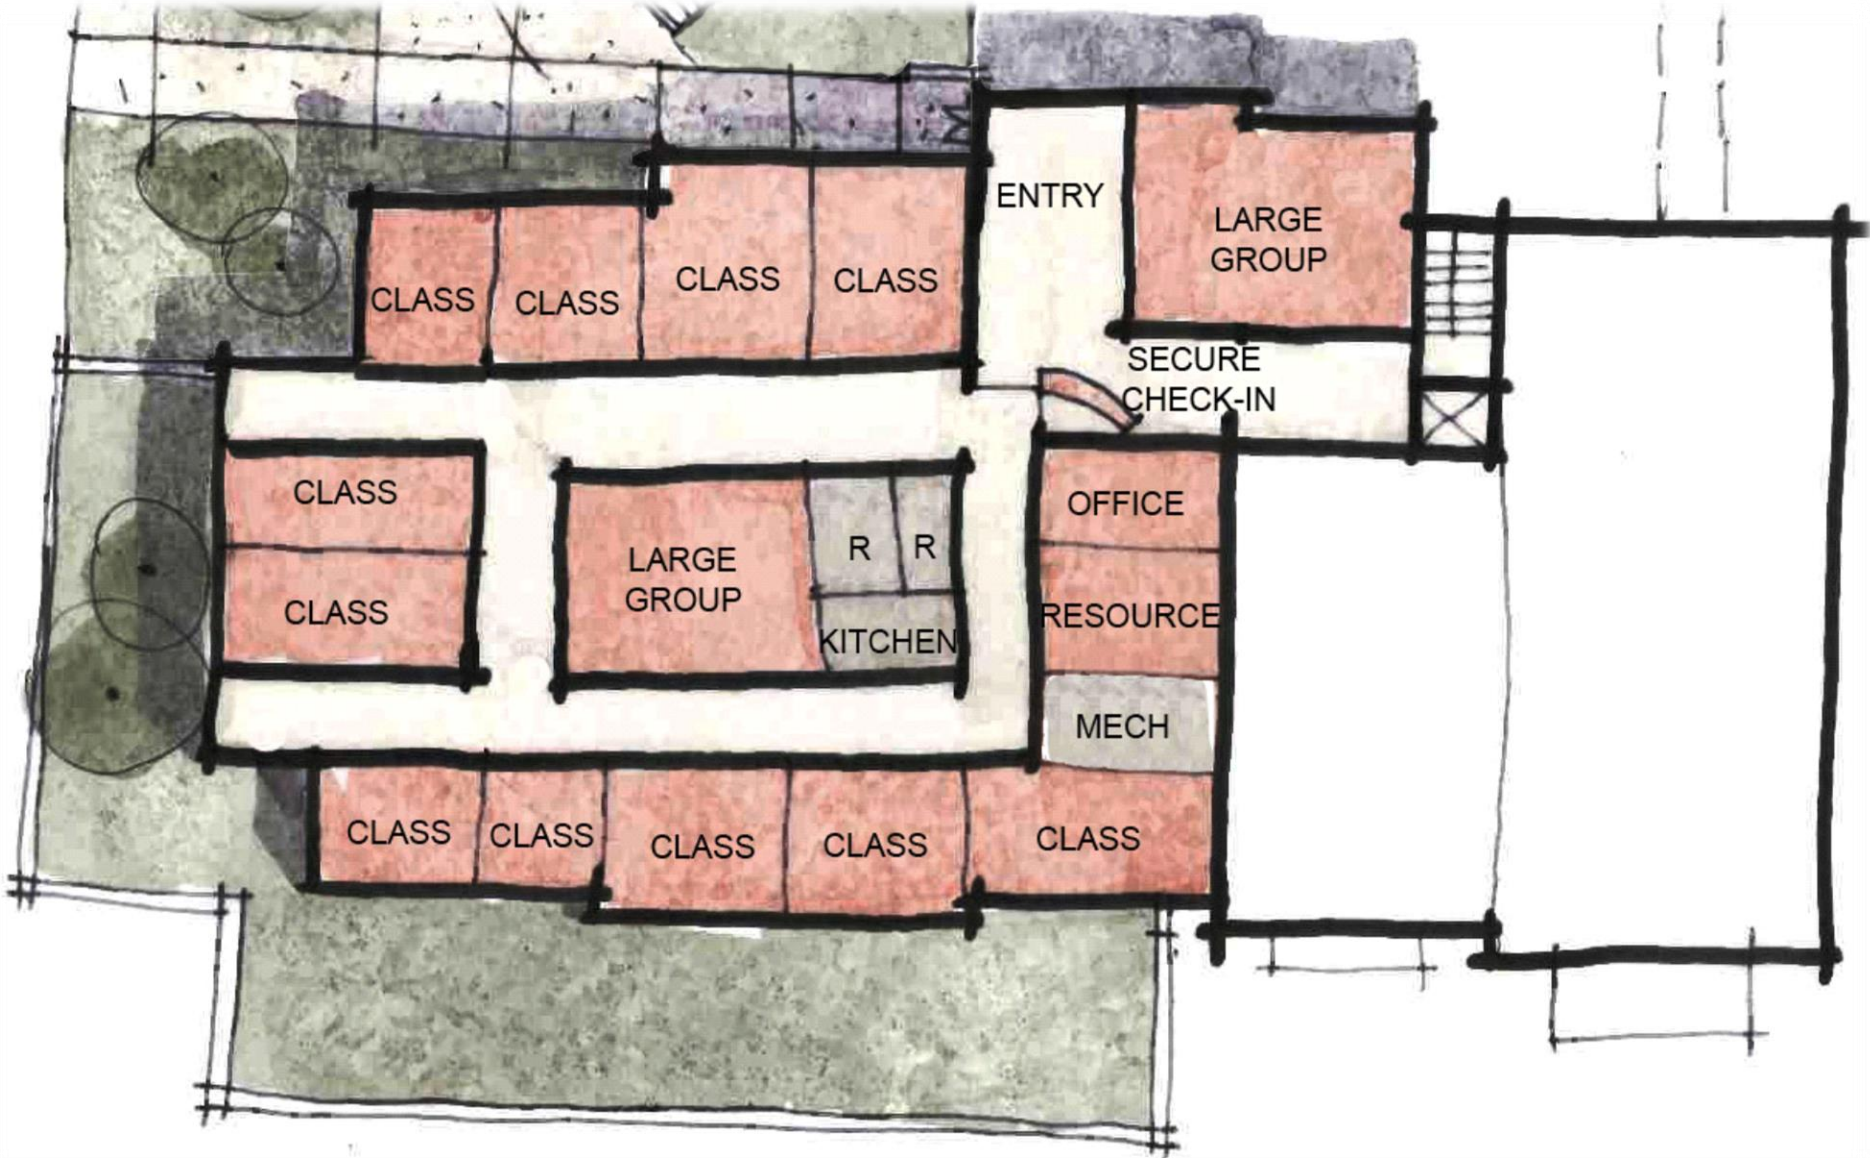 ENTRY
LARGE
GROUP
CLASS
CLASS
CLASS
CLASS
SECURE
CHECK-IN
CLASS
CLASS
LARGE
GROUP
R
R
KITCHEN
OFFICE
RESOURCE
MECH
CLASS
CLASS
CLASS
CLASS
CLASS